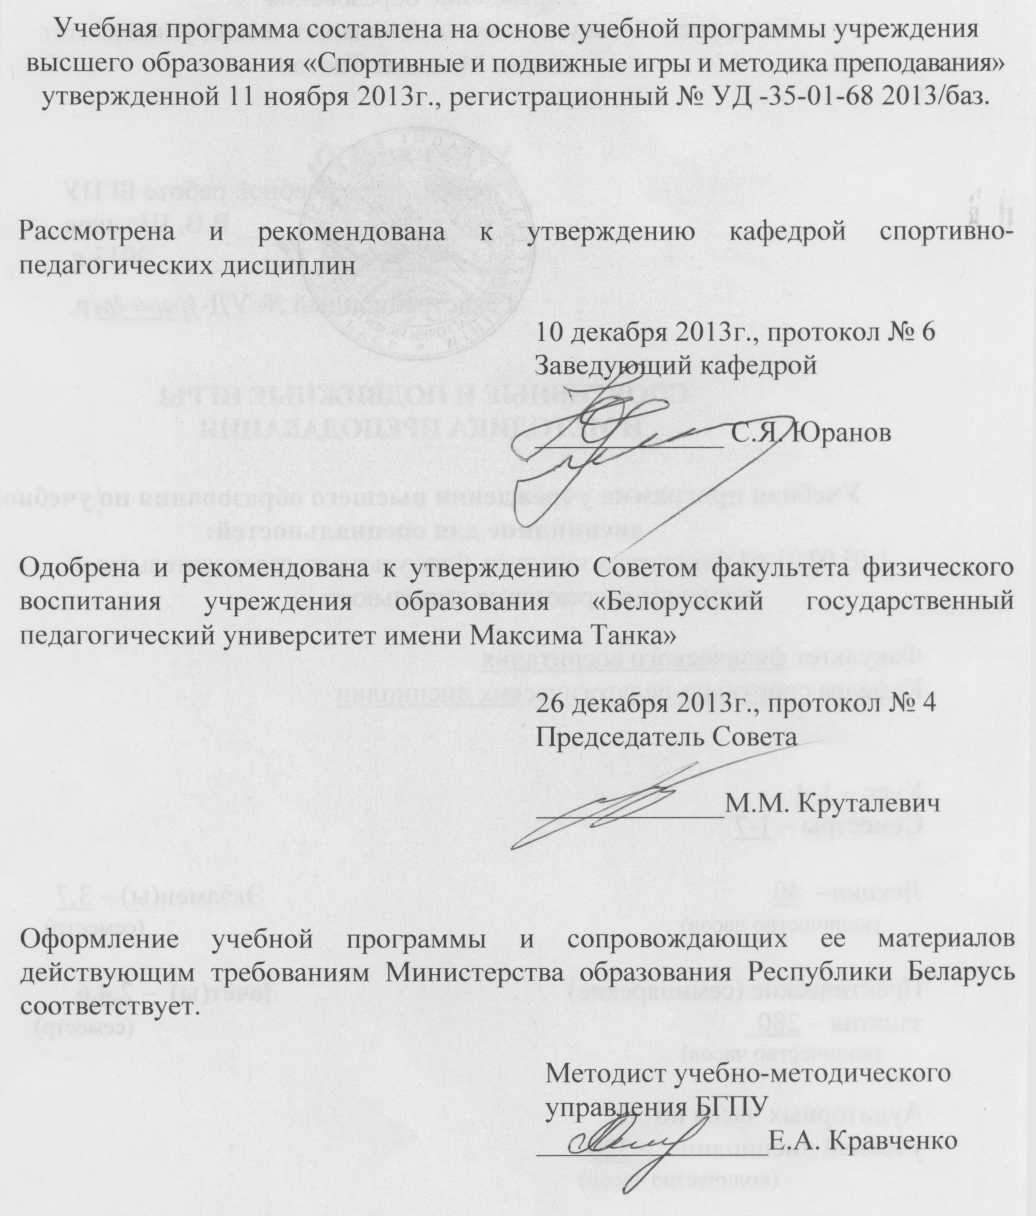 Учебная программа составлена на основе учебной программы учреждения
высшего образования «Спортивные и подвижные игры и методика преподавания»
утвержденной 11 ноября 2013г., регистрационный № УД -35-01-68 2013/баз.
Рассмотрена и рекомендована к утверждению кафедрой спортивно-
педагогических дисциплин
10 декабря 2013г., протокол № 6
Заведующий кафедрой
С.Я. Юранов
Одобрена и рекомендована к утверждению Советом факультета физического
воспитания учреждения образования «Белорусский государственный
педагогический университет имени Максима Танка»
26 декабря 2013г., протокол № 4
Председатель Совета
М.М. Круталевич
Оформление учебной программы и сопровождающих ее материалов
действующим требованиям Министерства образования Республики Беларусь
соответствует.
Методист учебно-методического
управления БГПУ
Е.А. Кравченко